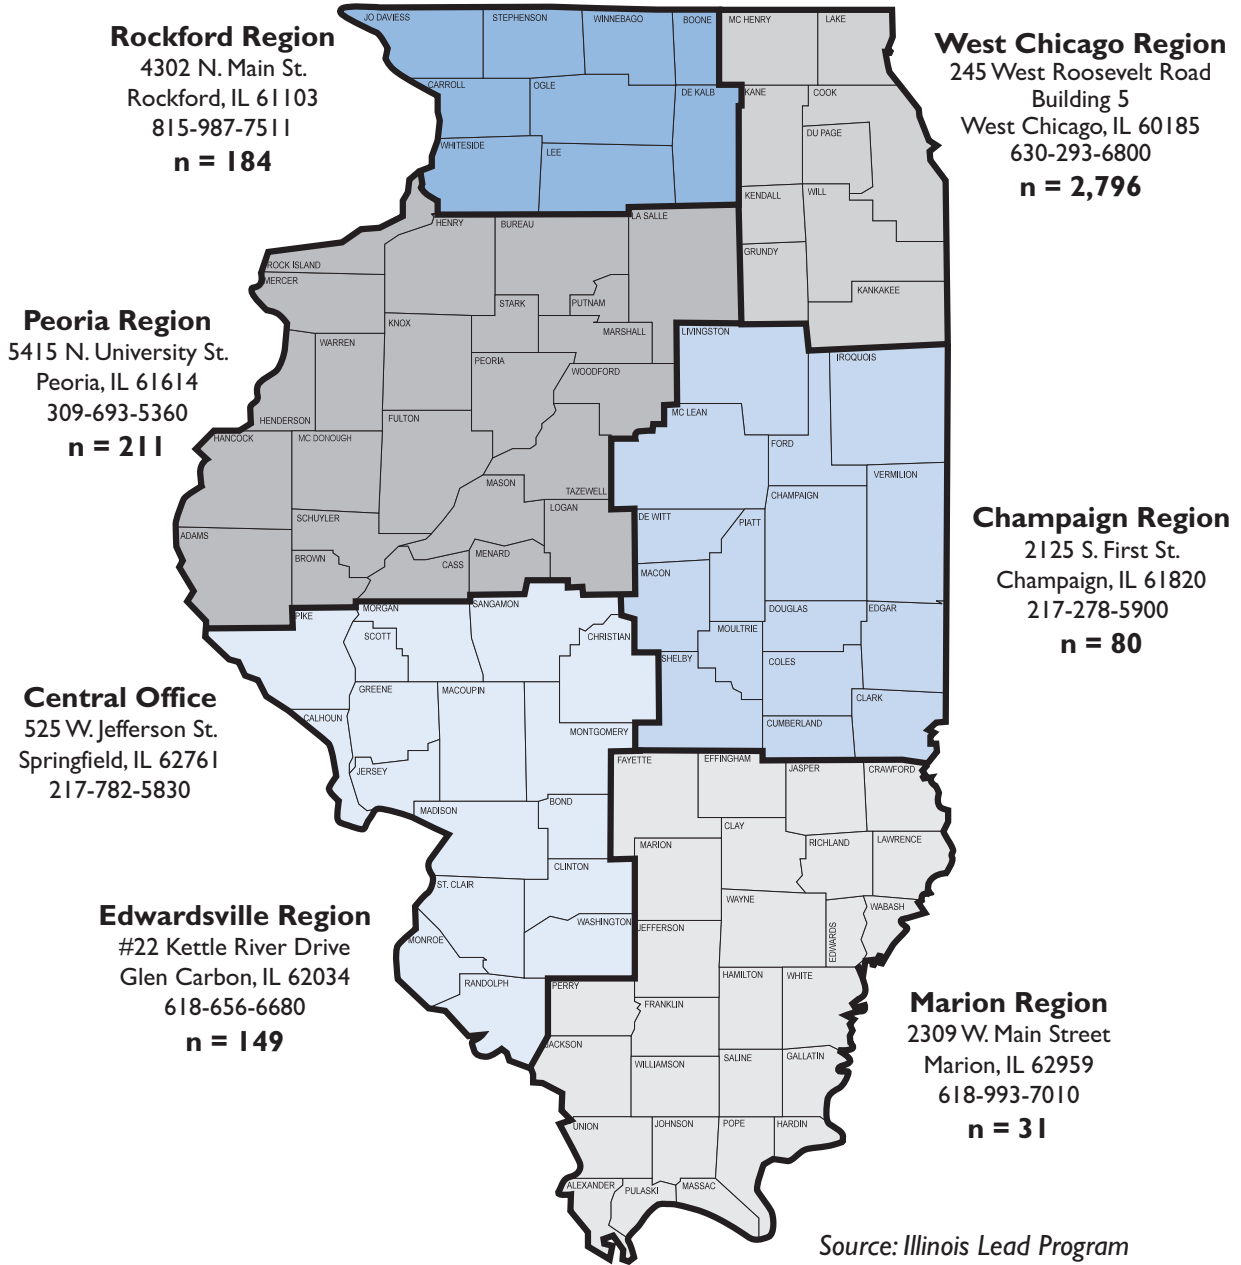 Rockford Region
4302 N. Main St.
Rockford, IL 61103
815-987-7511
n = 184
West Chicago Region
245 West Roosevelt Road
Building 5
West Chicago, IL 60185
630-293-6800
n = 2,796
Peoria Region
5415 N. University St.
Peoria, IL 61614
309-693-5360
n = 211
Champaign Region
2125 S. First St.
Champaign, IL 61820
217-278-5900
n = 80
Central Office
525 W. Jefferson St.
Springfield, IL 62761
217-782-5830
Edwardsville Region
#22 Kettle River Drive
Glen Carbon, IL 62034
618-656-6680
n = 149
Marion Region
2309 W. Main Street
Marion, IL 62959
618-993-7010
n = 31
JO DAVIESS
STEPHENSON
WINNEBAGO
BOONE
MC HENRY
LAKE
CARROLL
OGLE
DE KALB
KANE
COOK
DU PAGE
WHITESIDE
LEE
KENDALL
WILL
HENRY
BUREAU
LA SALLE
GRUNDY
ROCK ISLAND
MERCER
KANKAKEE
STARK
PUTNAM
KNOX
MARSHALL
LIVINGSTON
WARREN
PEORIA
IROQUOIS
WOODFORD
HENDERSON
FULTON
MC LEAN
HANCOCK
MC DONOUGH
FORD
VERMILION
MASON
TAZEWELL
CHAMPAIGN
LOGAN
SCHUYLER
DE WITT
PIATT
ADAMS
BROWN
CASS
MENARD
MACON
PIKE
MORGAN
SANGAMON
DOUGLAS
EDGAR
SCOTT
CHRISTIAN
MOULTRIE
SHELBY
COLES
GREENE
MACOUPIN
CLARK
CALHOUN
MONTGOMERY
CUMBERLAND
JERSEY
FAYETTE
EFFINGHAM
JASPER
CRAWFORD
MADISON
BOND
CLAY
MARION
RICHLAND
LAWRENCE
CLINTON
ST. CLAIR
WAYNE
WABASH
WASHINGTON
JEFFERSON
EDWARDS
MONROE
RANDOLPH
PERRY
HAMILTON
WHITE
FRANKLIN
JACKSON
WILLIAMSON
SALINE
GALLATIN
UNION
JOHNSON
POPE
HARDIN
ALEXANDER
PULASKI
MASSAC
Source: Illinois Lead Program